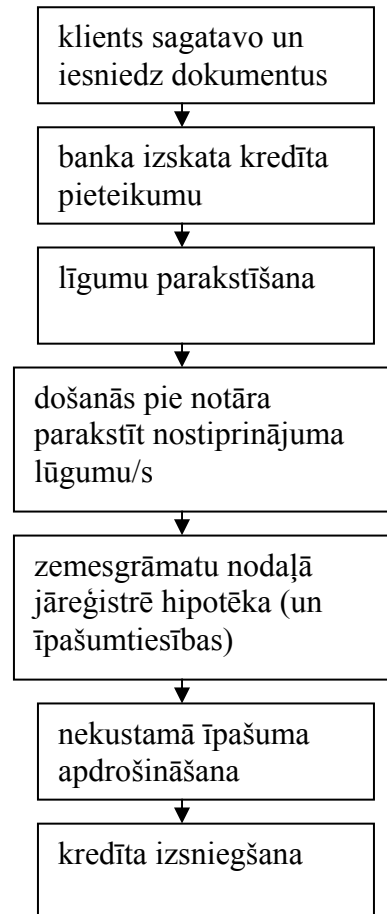 klients sagatavo un
iesniedz dokumentus
banka izskata kredīta
pieteikumu
līgumu parakstīšana
došanās pie notāra
parakstīt nostiprinājuma
lūgumu/s
zemesgrāmatu nodaļā
jāreģistrē hipotēka (un
īpašumtiesības)
nekustamā īpašuma
apdrošināšana
kredīta izsniegšana